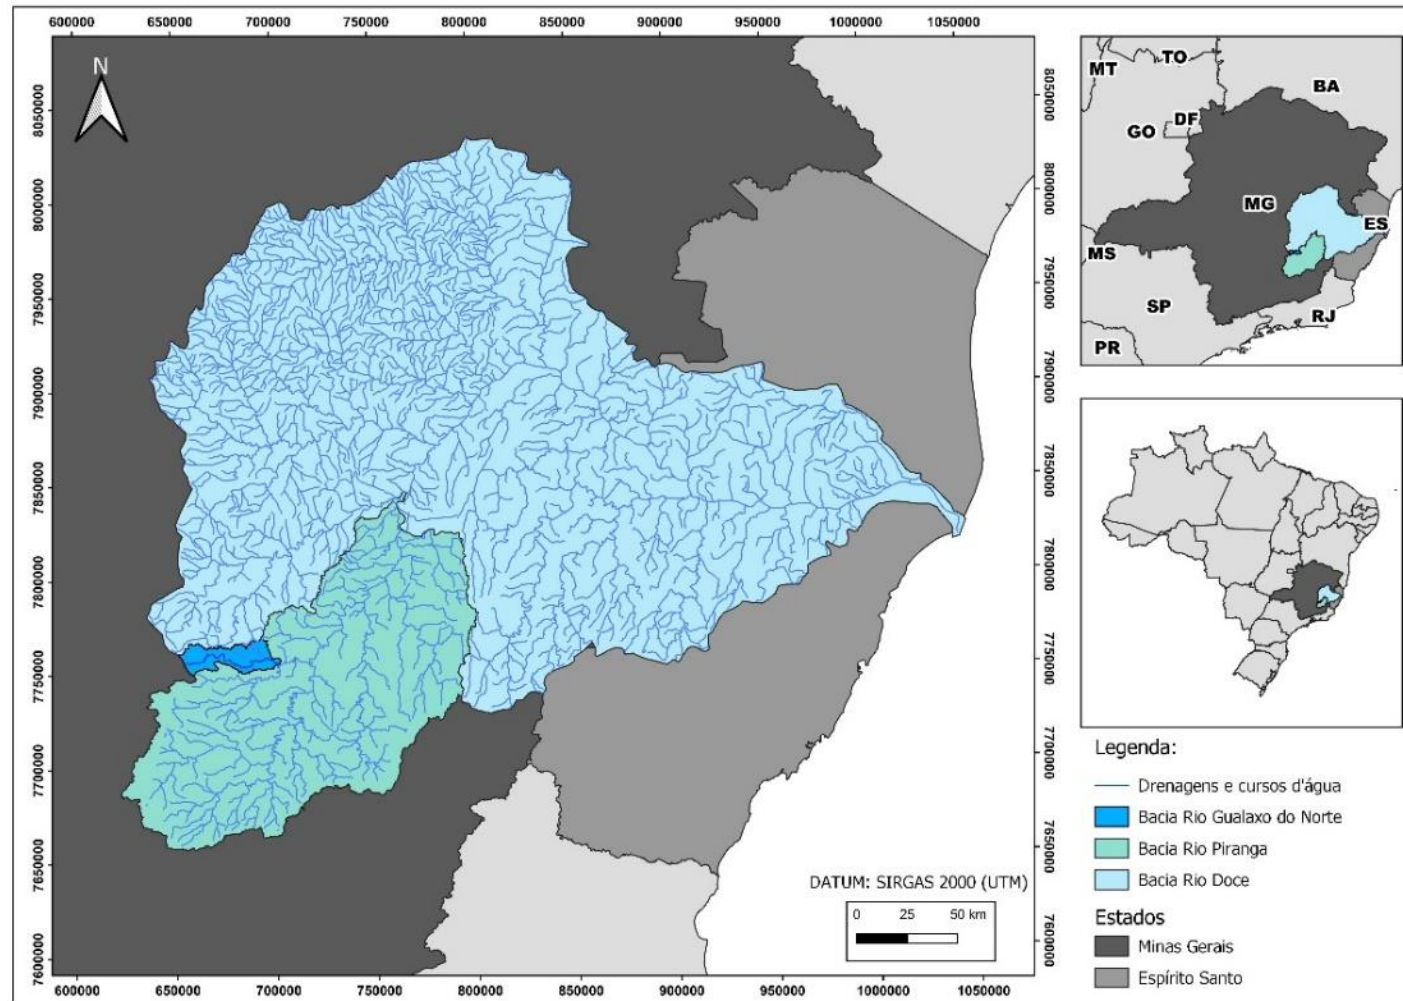 600000 650000 700000 750000 800000 850000 900000 950000 1000000 1050000
N
8050000
8000000
7950000
7900000
7850000
7800000
7750000
7700000
7650000
7600000
8050000
8000000
7950000
7900000
7850000
7800000
7750000
7700000
7650000
7600000
DATUM: SIRGAS 2000 (UTM)
0 25 50 km
600000 650000 700000 750000 800000 850000 900000 950000 1000000 1050000
MT TO
BA
DF
GO
MG
ES
MS
SP
RJ
PR
Legenda:
Drenagens e cursos d'água
Bacia Rio Gualaxo do Norte
Bacia Rio Piranga
Bacia Rio Doce
Estados
Minas Gerais
Espírito Santo